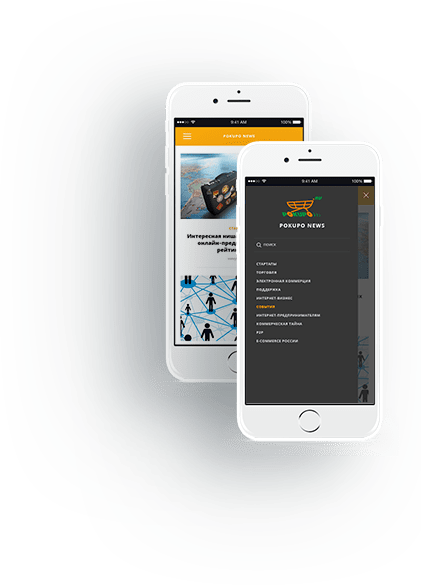 9:41 AM
100%
POKUPO NEWS
Интересная ниш
онлайн-пред
рейти
9:41 AM
100%
POKUPO
POKUPO NEWS
ПОИСК
СТАРТАПЫ
ТОРГОВЛЯ
ЭЛЕКТРОННАЯ КОММЕРЦИЯ
ПОДДЕРЖКА
ИНТЕРНЕТ-БИЗНЕС
СОБЫТИЯ
ИНТЕРНЕТ-ПРЕДПРИНИМАТЕЛЯМ
КОММЕРЧЕСКАЯ ТАЙНА
P2P
E-COMMERCE РОССИИ